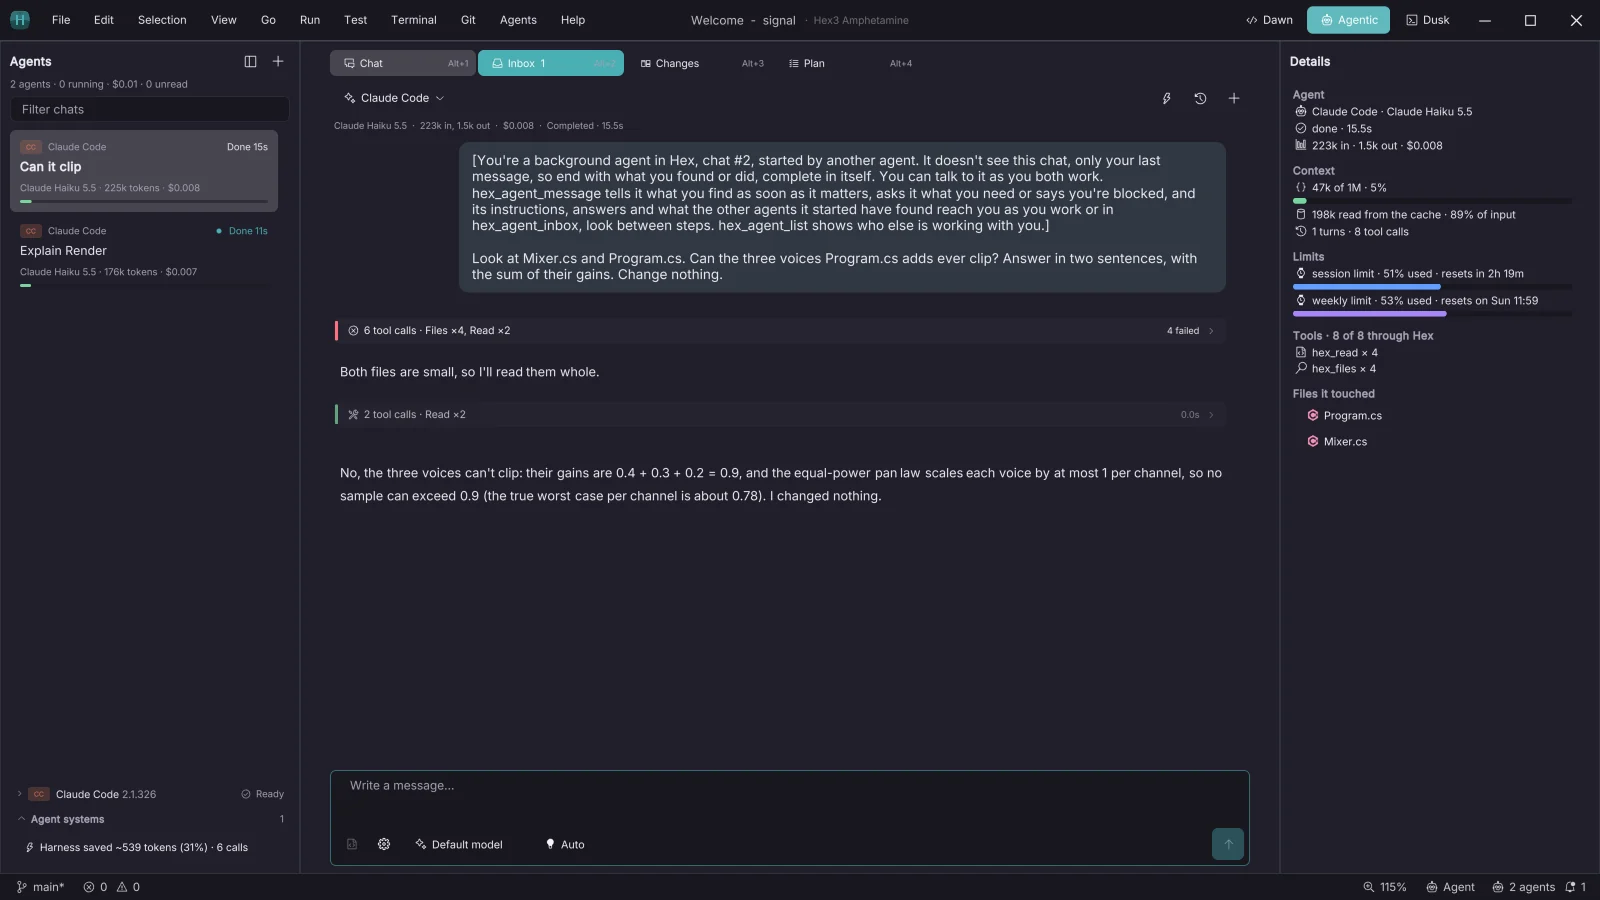 H File Edit Selection View Go Run Test Terminal Git Agents Help Welcome - signal · Hex3 Amphetamine Dawn Agentic Dusk
Agents
2 agents · 0 running · $0.01 · 0 unread
Filter chats
CC Claude Code Done 15s
Can it clip
Claude Haiku 5.5 · 225k tokens · $0.008
CC Claude Code Done 11s
Explain Render
Claude Haiku 5.5 · 176k tokens · $0.007
CC Claude Code 2.1.326 Ready
Agent systems 1
Harness saved ~539 tokens (31%) · 6 calls
Chat Alt+1 Inbox 1 Alt+2 Changes Alt+3 Plan Alt+4
Claude Code
Claude Haiku 5.5 · 223k in, 1.5k out · $0.008 · Completed · 15.5s
[You're a background agent in Hex, chat #2, started by another agent. It doesn't see this chat, only your last
message, so end with what you found or did, complete in itself. You can talk to it as you both work.
hex_agent_message tells it what you find as soon as it matters, asks it what you need or says you're blocked, and
its instructions, answers and what the other agents it started have found reach you as you work or in
hex_agent_inbox, look between steps. hex_agent_list shows who else is working with you.]
Look at Mixer.cs and Program.cs. Can the three voices Program.cs adds ever clip? Answer in two sentences, with
the sum of their gains. Change nothing.
6 tool calls · Files ×4, Read ×2 4 failed
Both files are small, so I'll read them whole.
2 tool calls · Read ×2 0.0s
No, the three voices can't clip: their gains are 0.4 + 0.3 + 0.2 = 0.9, and the equal-power pan law scales each voice by at most 1 per channel, so no
sample can exceed 0.9 (the true worst case per channel is about 0.78). I changed nothing.
Write a message...
Default model Auto
Details
Agent
Claude Code · Claude Haiku 5.5
done · 15.5s
223k in · 1.5k out · $0.008
Context
47k of 1M · 5%
198k read from the cache · 89% of input
1 turns · 8 tool calls
Limits
session limit · 51% used · resets in 2h 19m
weekly limit · 53% used · resets on Sun 11:59
Tools · 8 of 8 through Hex
hex_read × 4
hex_files × 4
Files it touched
Program.cs
Mixer.cs
main* 0 0 115% Agent 2 agents 1